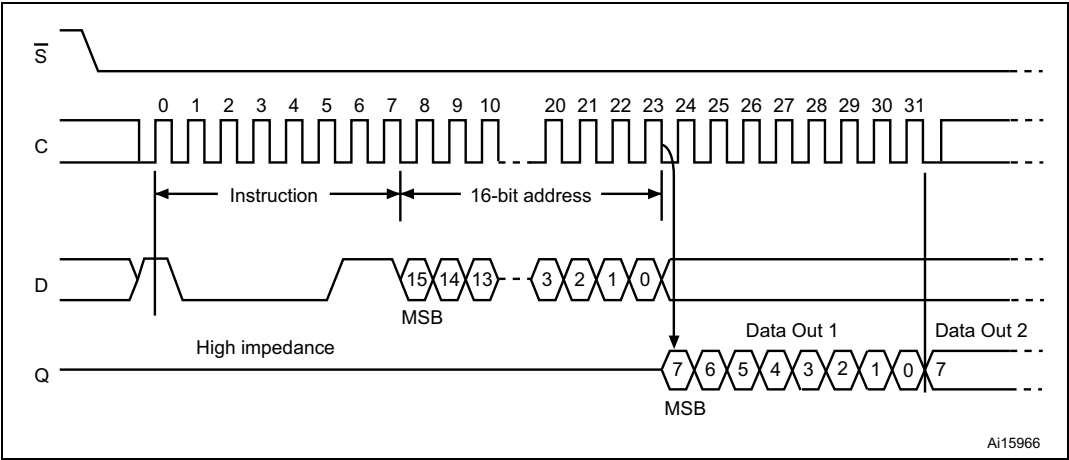 S
0 1 2 3 4 5 6 7 8 9 10 20 21 22 23 24 25 26 27 28 29 30 31
C
Instruction 16-bit address
D 15 14 13 3 2 1 0
MSB
High impedance Data Out 1 Data Out 2
Q 7 6 5 4 3 2 1 0 7
MSB
Ai15966